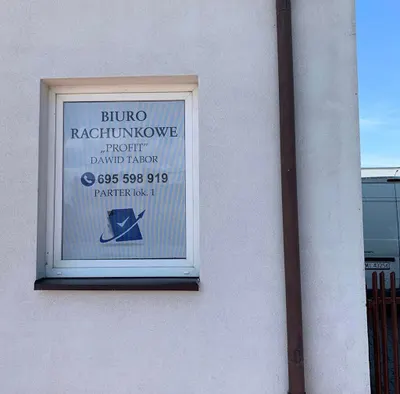 BIURO
RACHUNKOWE
„PROFIT”
DAWID TABOR
695 598 919
PARTER lok. 1